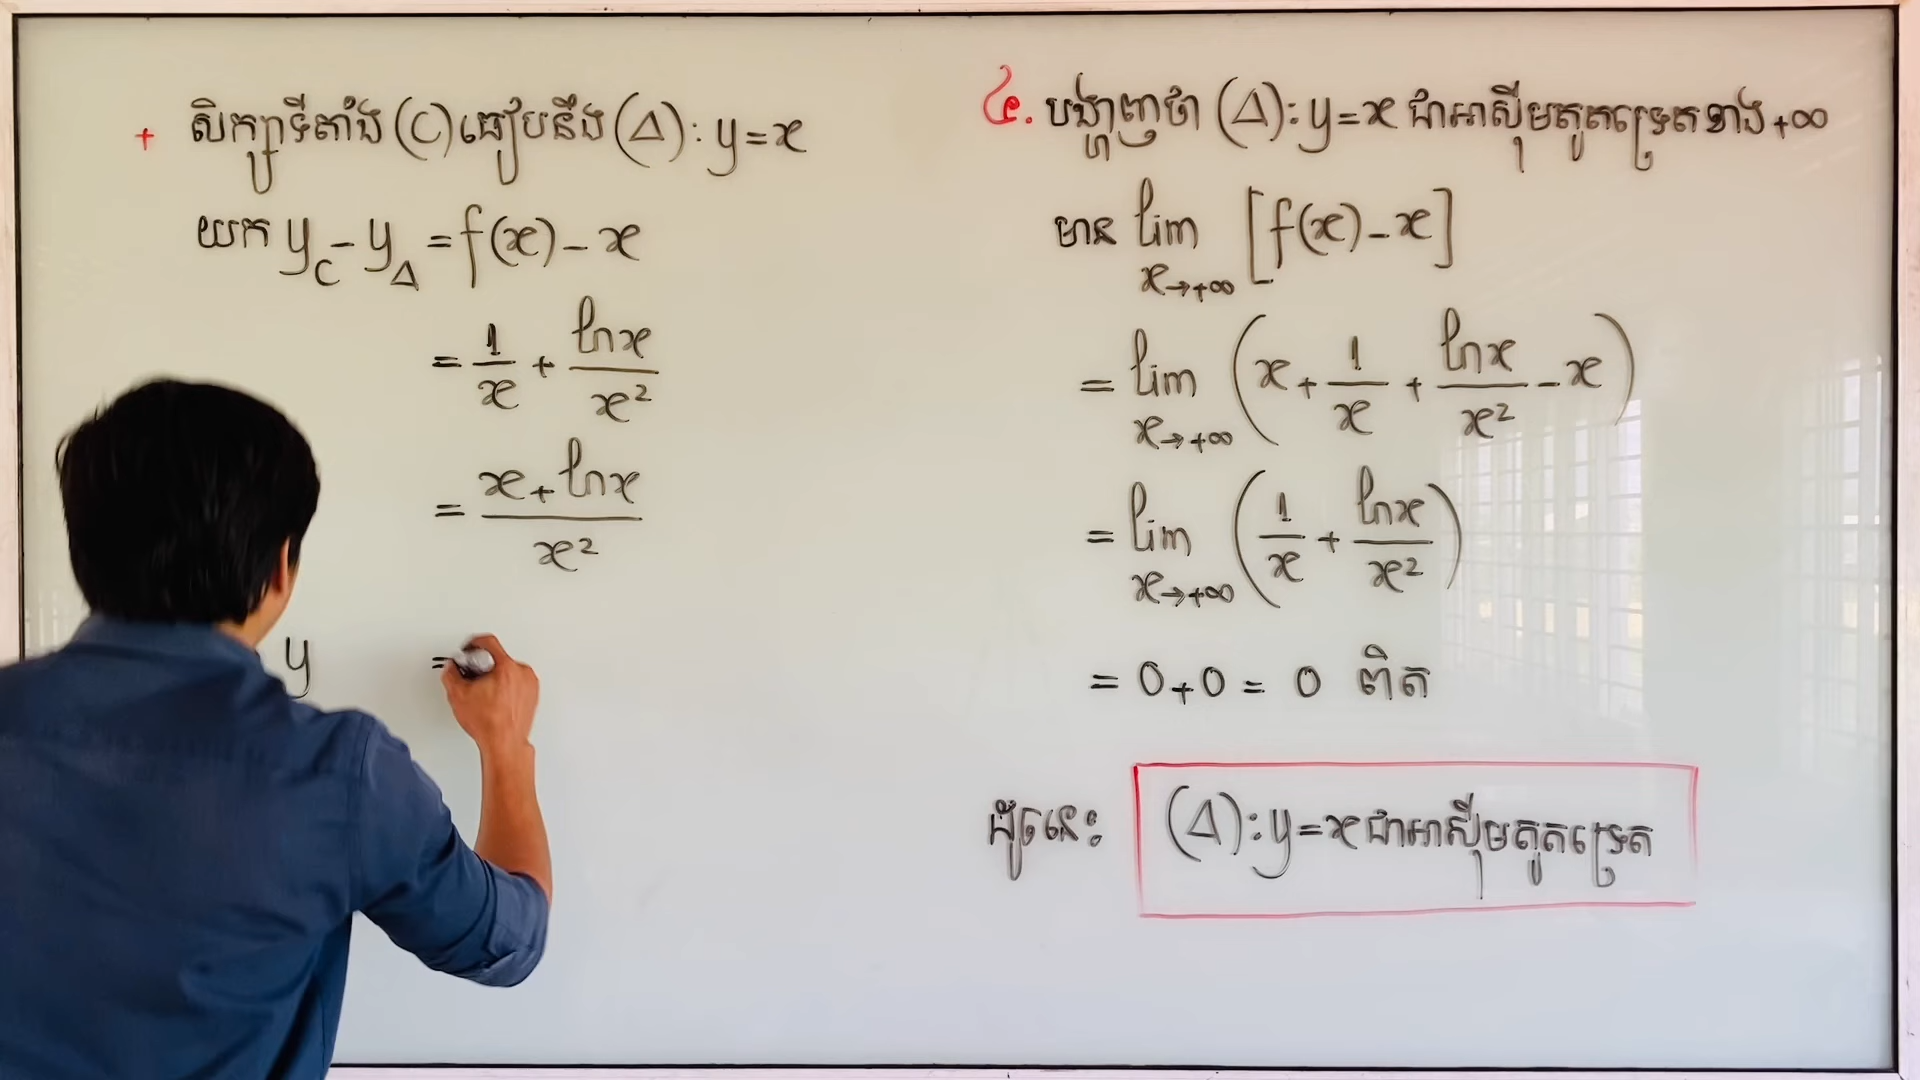 + សិក្សាទីតាំង (C) ធៀបនឹង (Δ) : y = x
យក y_C - y_Δ = f(x) - x
= 1/x + lnx/x²
= (x + lnx)/x²
y =
៤. បង្ហាញថា (Δ) : y = x ជាអាស៊ីមតូតទ្រេតខាង +∞
មាន lim x→+∞ [f(x) - x]
= lim x→+∞ (x + 1/x + lnx/x² - x)
= lim x→+∞ (1/x + lnx/x²)
= 0 + 0 = 0 ពិត
ដូចនេះ (Δ) : y = x ជាអាស៊ីមតូតទ្រេត